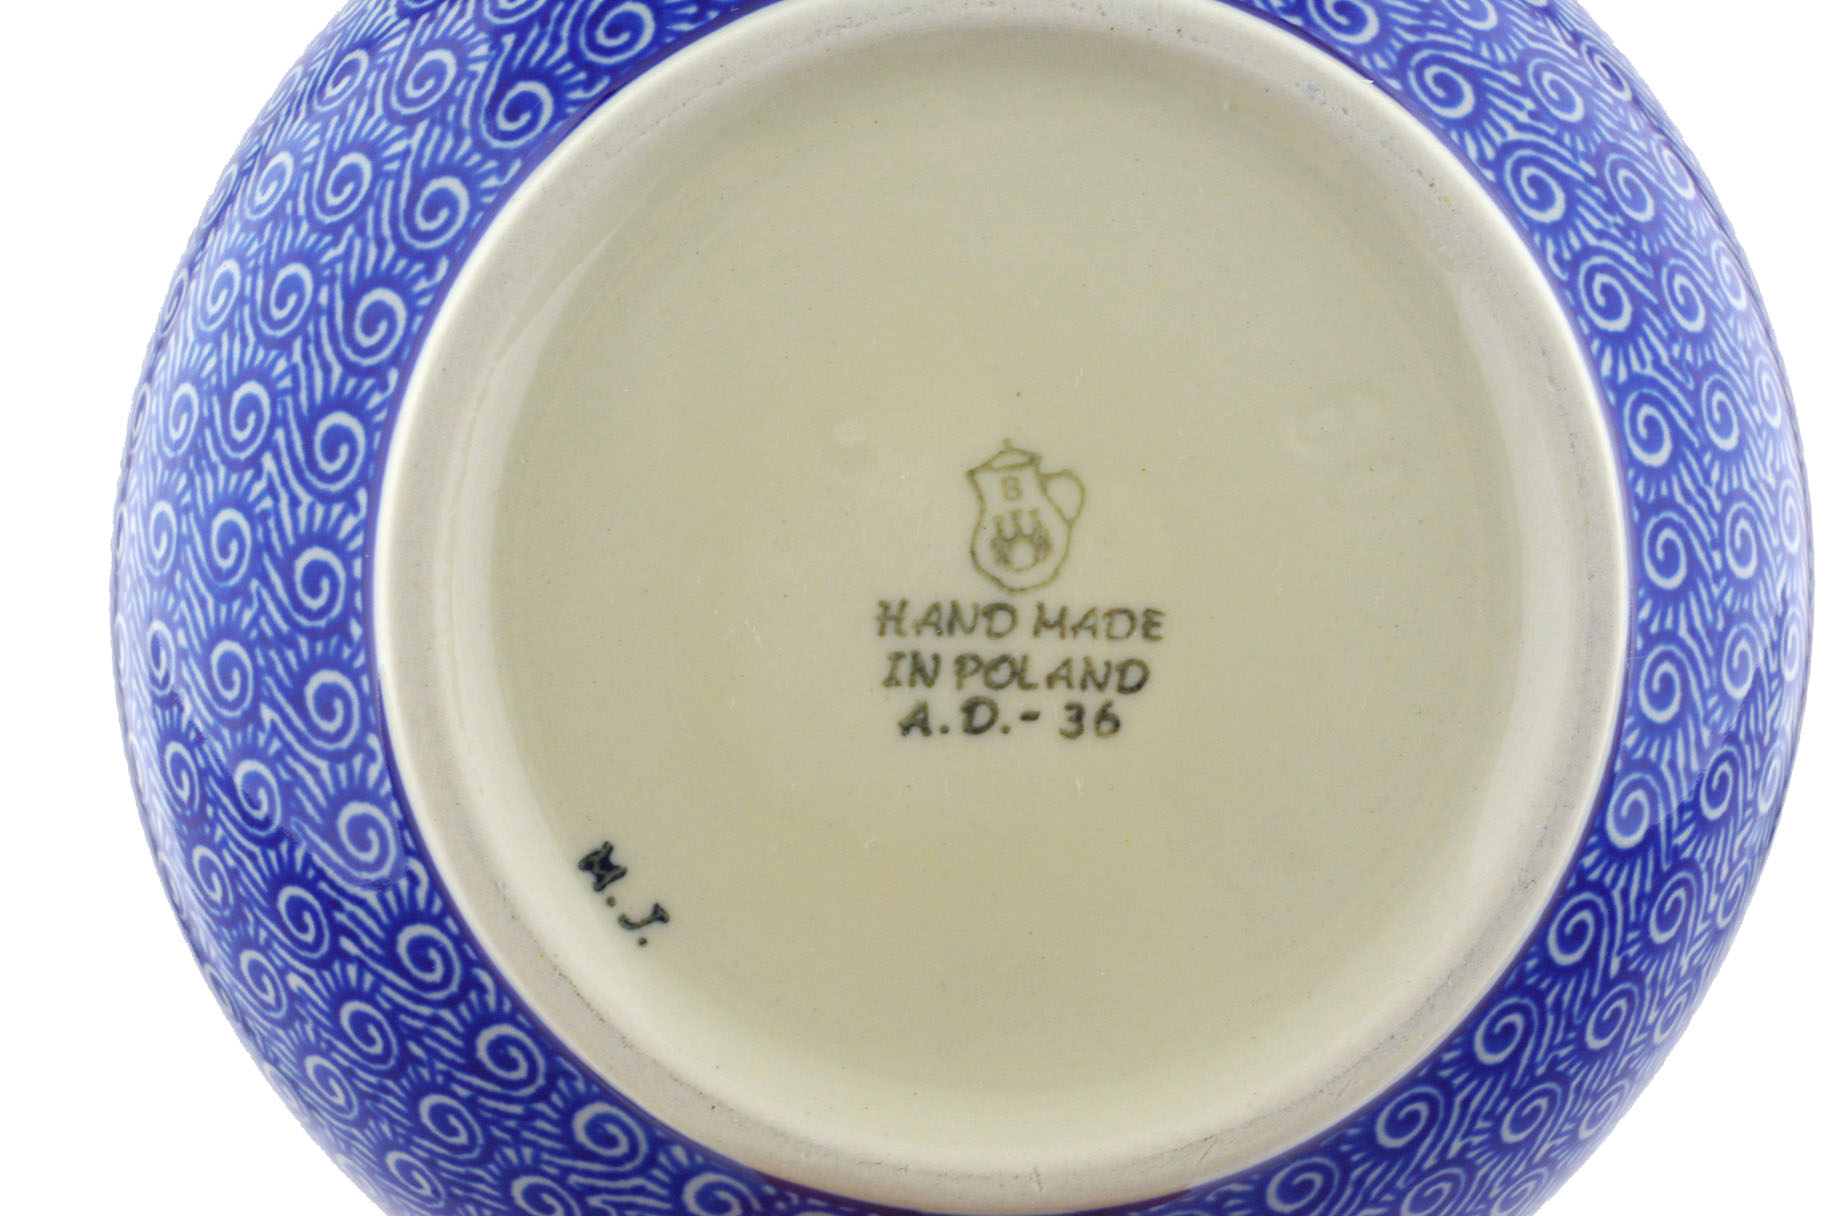 B
HAND MADE
IN POLAND
A.D.- 36
M.J.